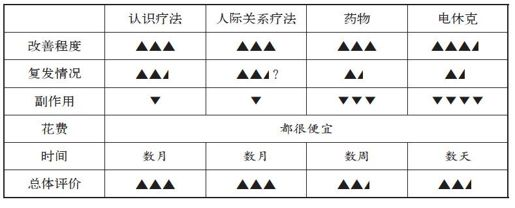 认识疗法 人际关系疗法 药物 电休克
改善程度 ▲▲▲ ▲▲▲ ▲▲▲ ▲▲▲◢
复发情况 ▲▲◢ ▲▲◢? ▲◢ ▲◢
副作用 ▼ ▼ ▼▼▼ ▼▼▼▼
花费 都很便宜
时间 数月 数月 数周 数天
总体评价 ▲▲▲ ▲▲▲ ▲▲◢ ▲▲◢